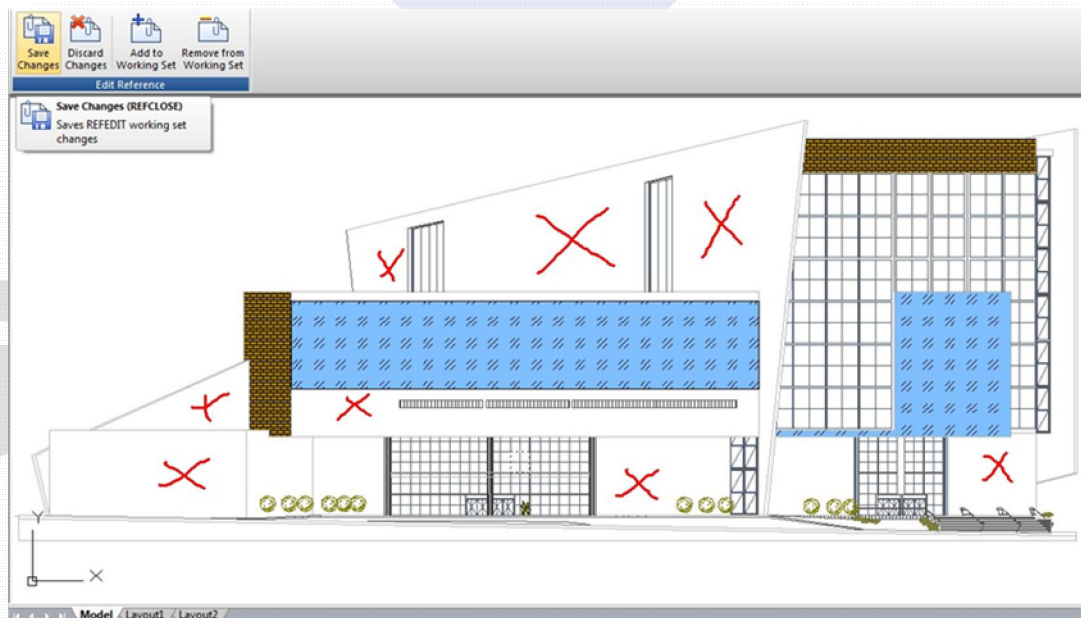 Save
Changes
Discard
Changes
Add to
Working Set
Remove from
Working Set
Edit Reference
Save Changes (REFCLOSE)
Saves REFEDIT working set
changes
Y
X
Model Layout1 Layout2